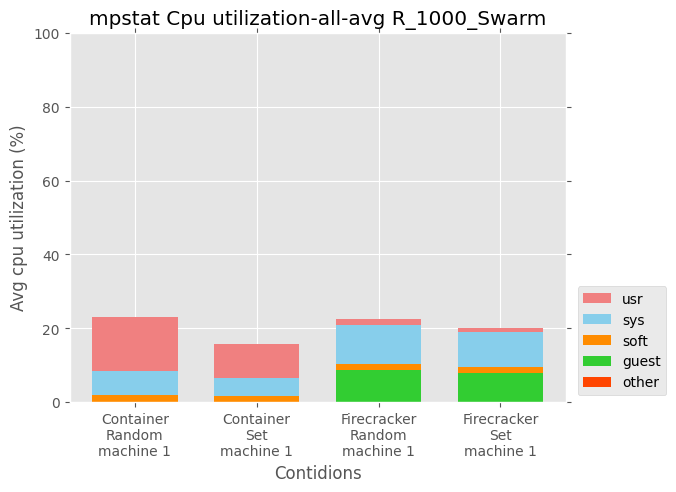 mpstat Cpu utilization-all-avg R_1000_Swarm
Avg cpu utilization (%)
100
80
60
40
20
0
Container
Random
machine 1
Container
Set
machine 1
Firecracker
Random
machine 1
Firecracker
Set
machine 1
Contidions
usr
sys
soft
guest
other